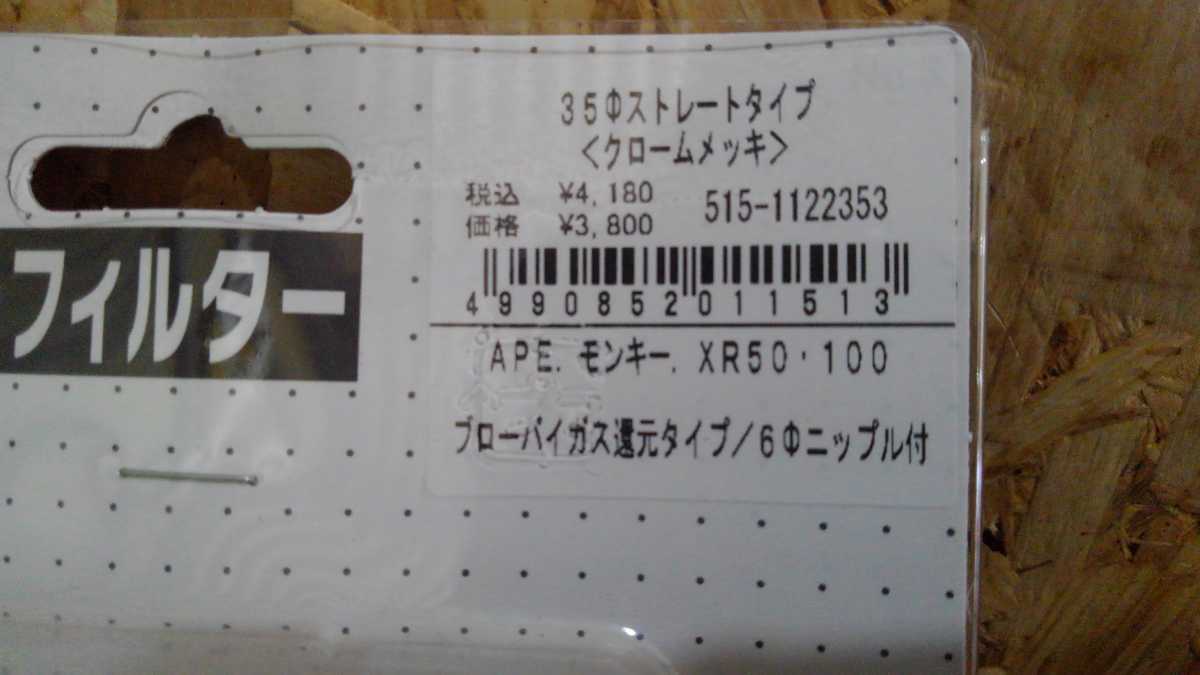 35Φストレートタイプ
<クロームメッキ>
税込 ¥4,180
価格 ¥3,800
515-1122353
4990852011513
フィルター
APE. モンキー. XR50・100
ブローバイガス還元タイプ/6Φニップル付